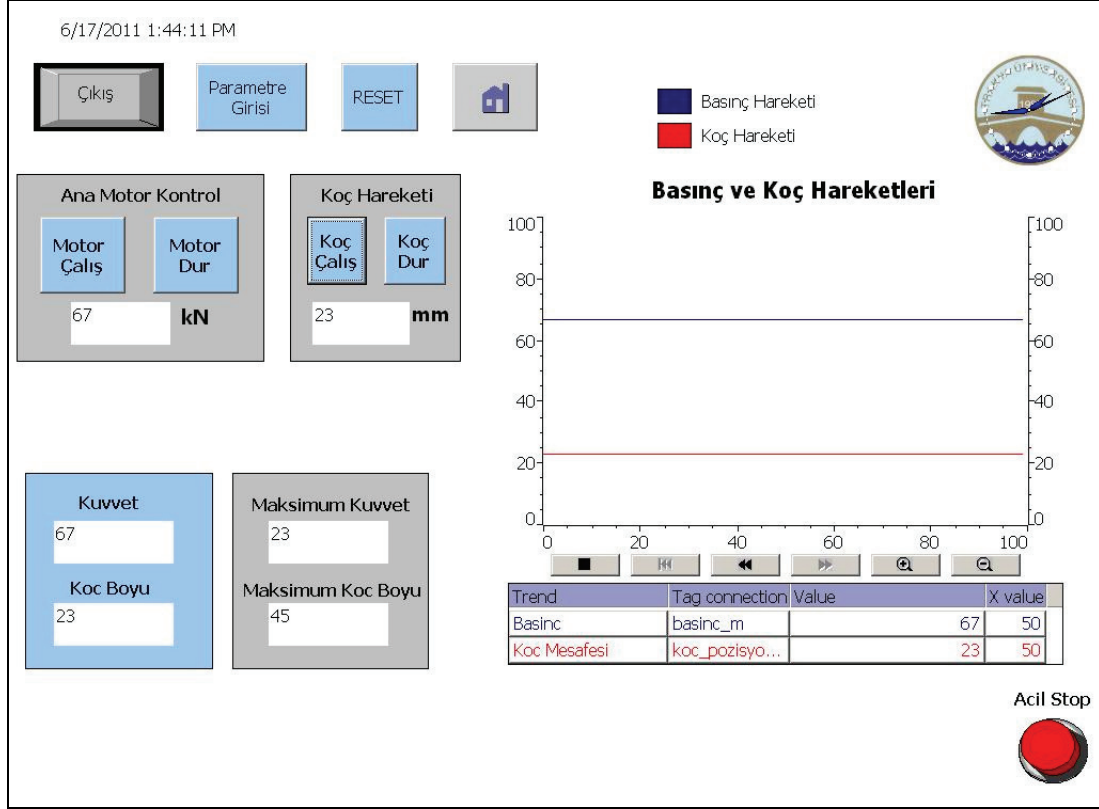 6/17/2011 1:44:11 PM
Çıkış
Parametre
Girisi
RESET
Basınç Hareketi
Koç Hareketi
Ana Motor Kontrol
Motor
Çalış
Motor
Dur
67
kN
Koç Hareketi
Koç
Çalış
Koç
Dur
23
mm
Basınç ve Koç Hareketleri
100
80
60
40
20
0
100
80
60
40
20
0
0 20 40 60 80 100
Kuvvet
67
Koc Boyu
23
Maksimum Kuvvet
23
Maksimum Koc Boyu
45
Trend Tag connection Value X value
Basinc basinc_m 67 50
Koc Mesafesi koc_pozisyo... 23 50
Acil Stop